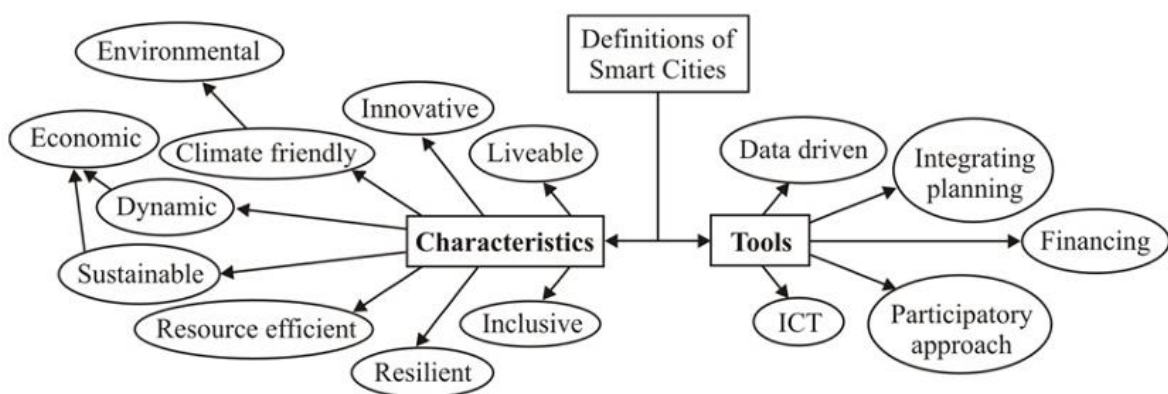 Definitions of
Smart Cities
Environmental
Innovative
Economic
Climate friendly
Liveable
Dynamic
Characteristics
Sustainable
Resource efficient
Inclusive
Resilient
Data driven
Integrating
planning
Tools
Financing
ICT
Participatory
approach